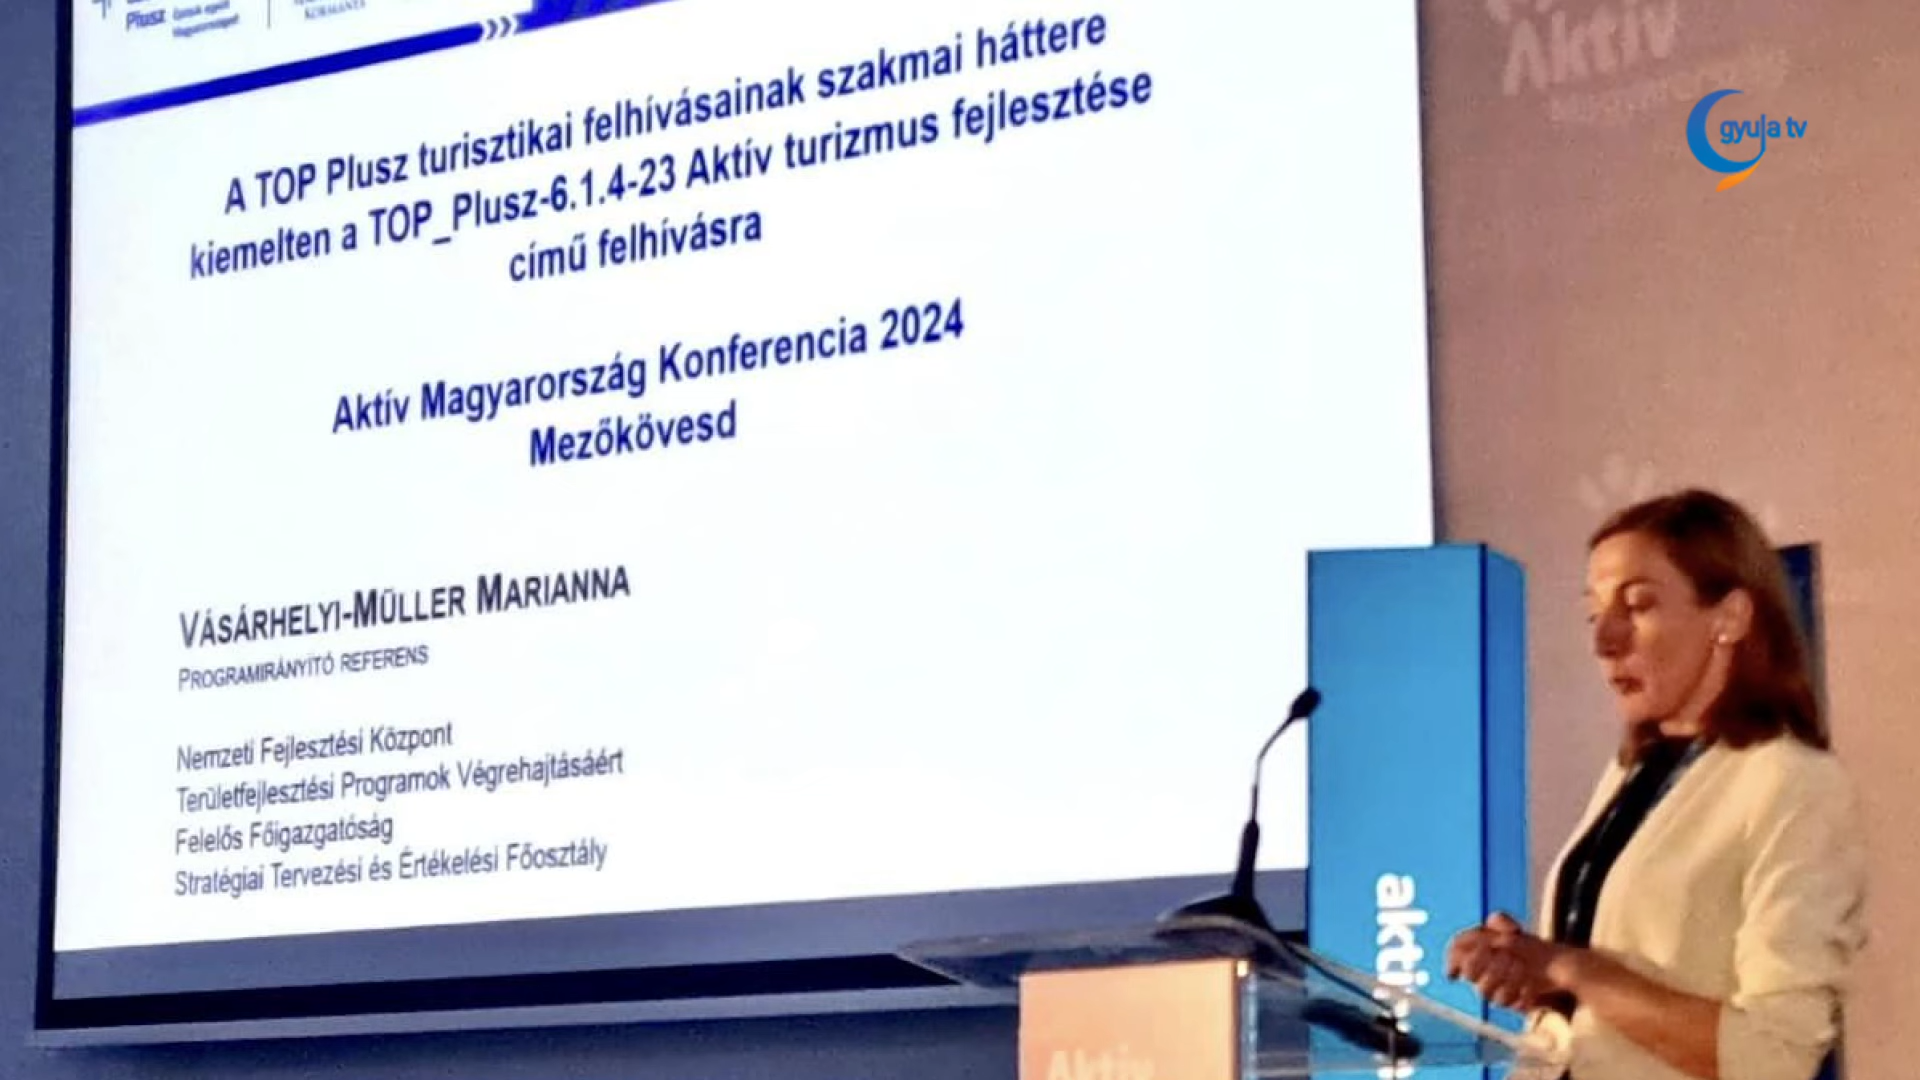 Plusz
A TOP Plusz turisztikai felhívásainak szakmai háttere
kiemelten a TOP_Plusz-6.1.4-23 Aktív turizmus fejlesztése
című felhívásra
Aktív Magyarország Konferencia 2024
Mezőkövesd
VÁSÁRHELYI-MÜLLER MARIANNA
PROGRAMIRÁNYÍTÓ REFERENS
Nemzeti Fejlesztési Központ
Területfejlesztési Programok Végrehajtásáért
Felelős Főigazgatóság
Stratégiai Tervezési és Értékelési Főosztály
Aktív
gyula tv
akti
Aktív